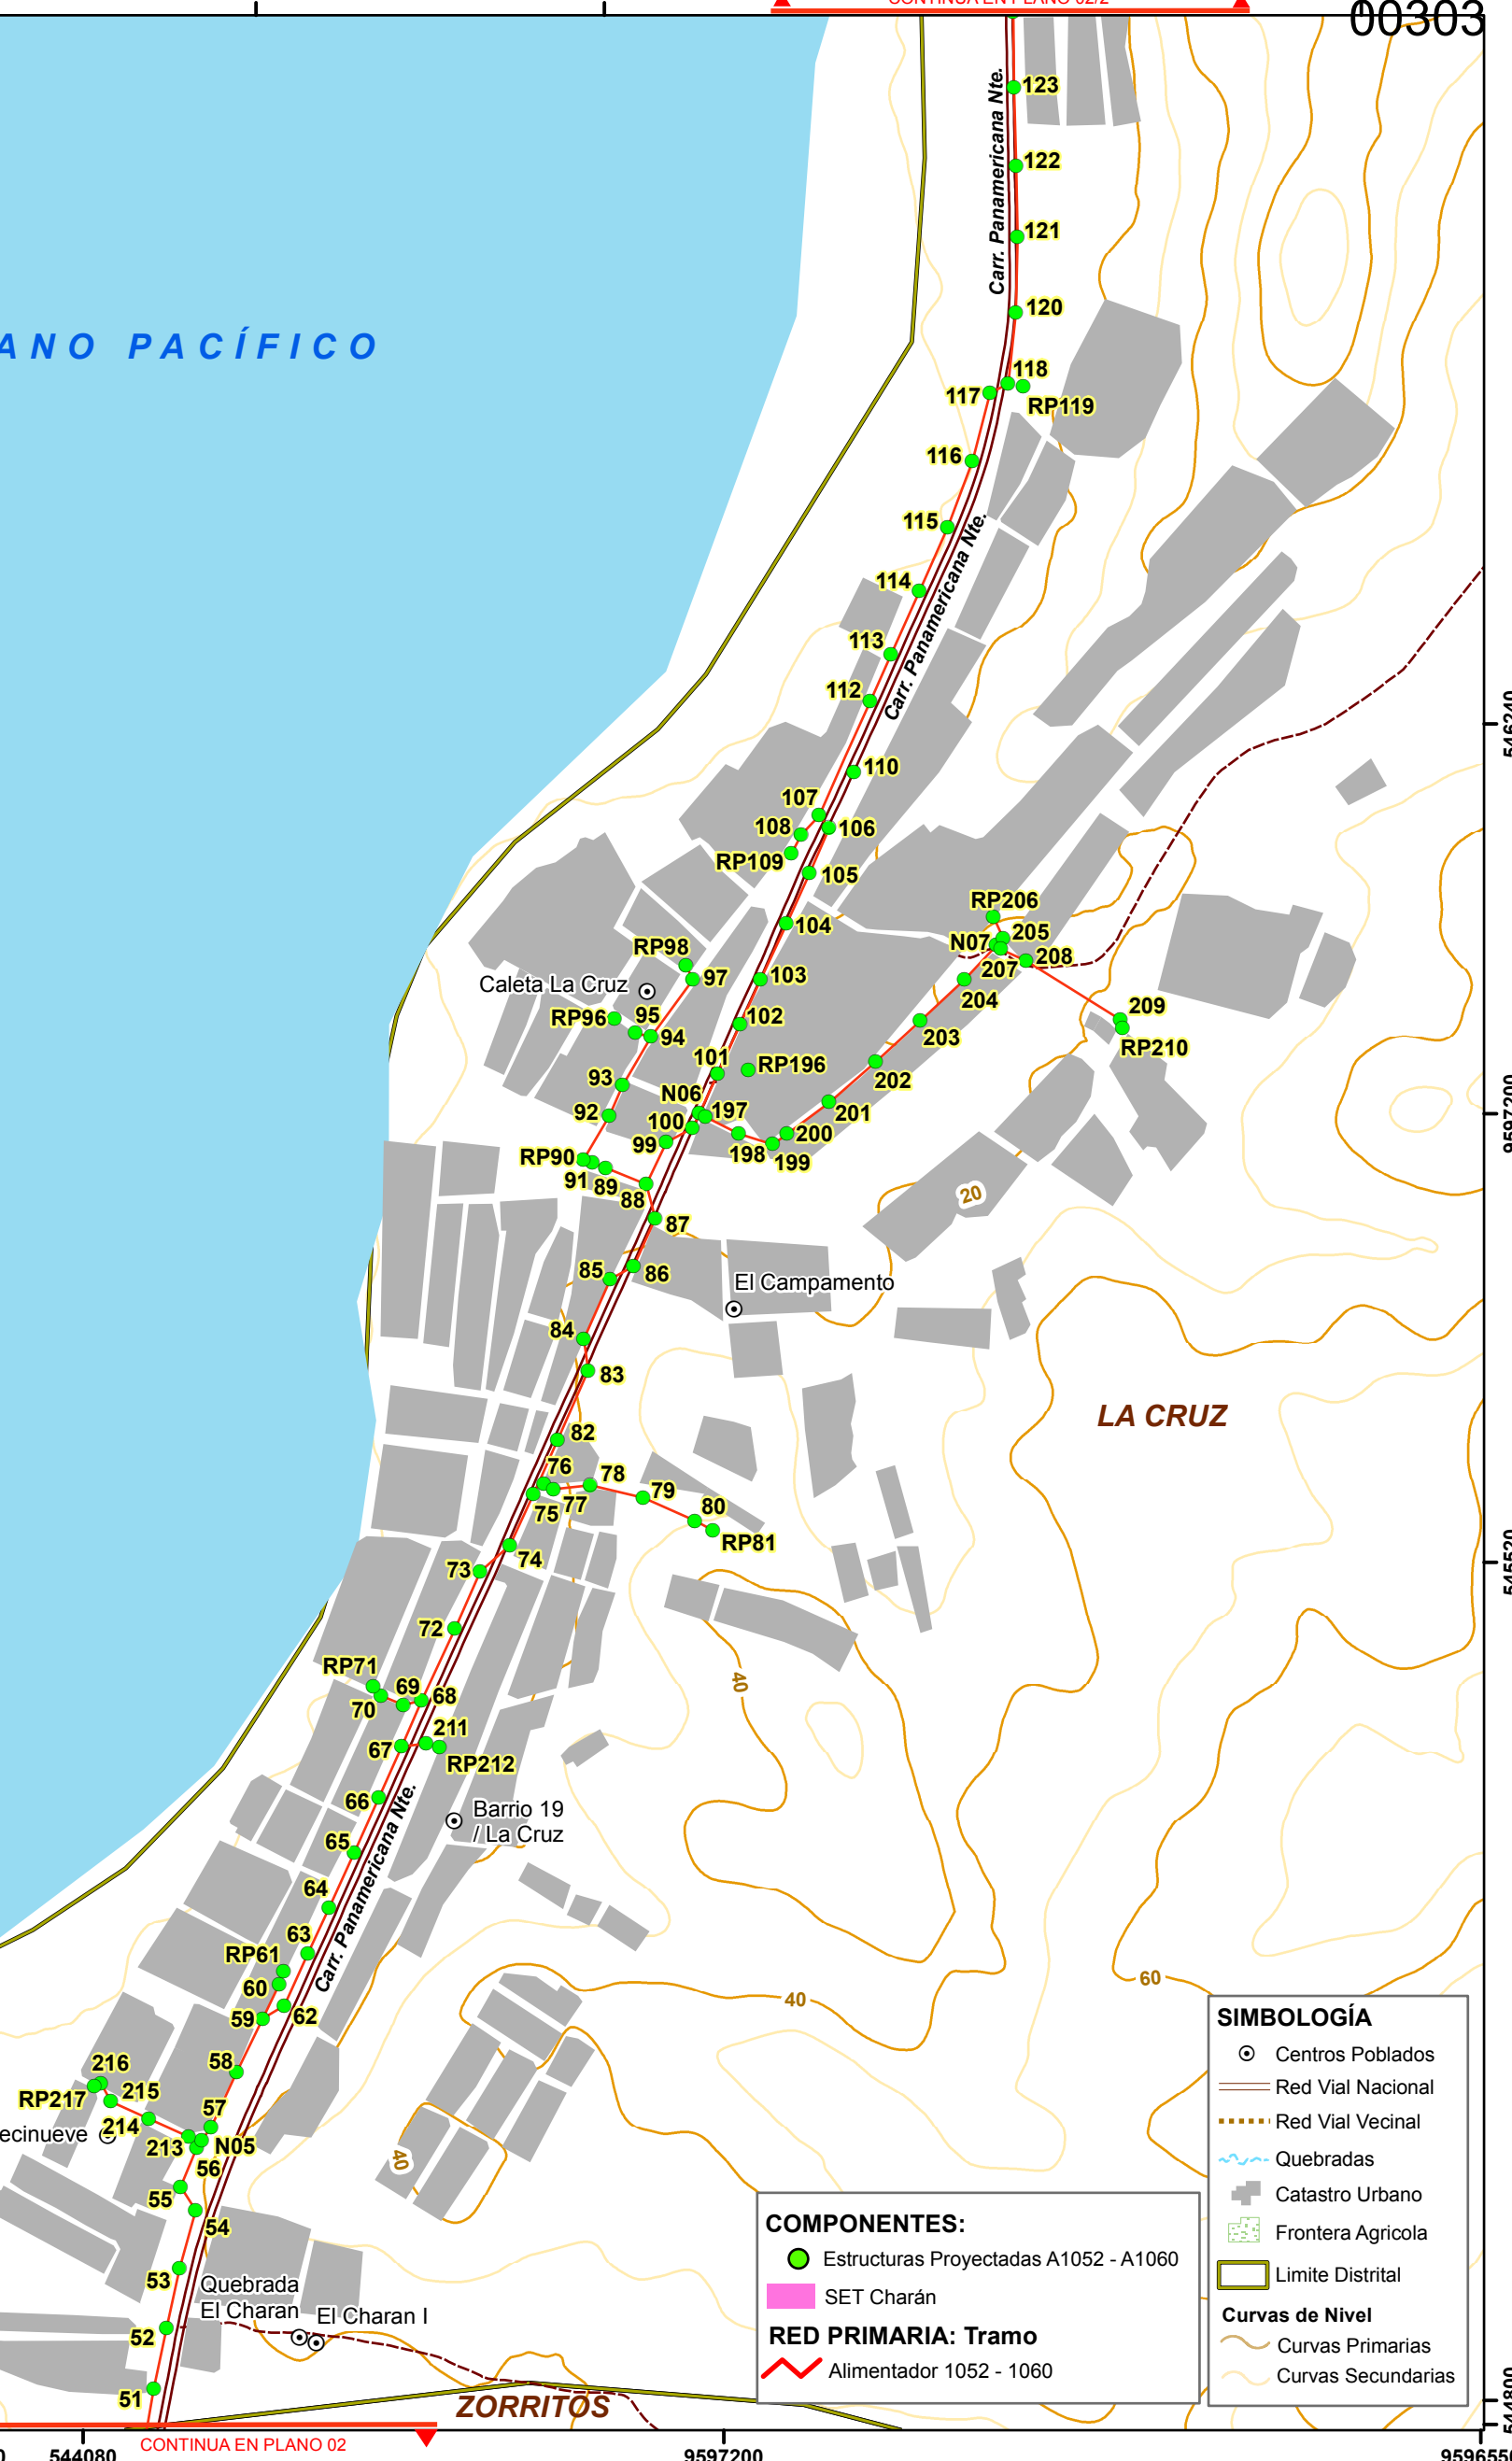 CONTINUA EN PLANO 02/2
00303
123
Carr. Panamericana Nte.
122
121
120
ANO PACÍFICO
118
117
RP119
116
115
Carr. Panamericana Nte.
114
113
112
546240
110
107
108
106
RP109
105
RP206
104
205
N07
RP98
208
207
97
103
Caleta La Cruz
204
RP96
95
102
209
94
203
RP210
101
RP196
93
202
N06
92
197
201
9597200
100
99
200
198
199
RP90
91
89
88
20
87
85
86
El Campamento
84
83
LA CRUZ
82
76
78
79
77
75
80
RP81
74
73
545520
72
RP71
69
68
70
40
211
67
RP212
66
Carr. Panamericana Nte.
Barrio 19
/ La Cruz
65
64
63
RP61
60
60
40
62
59
58
216
215
RP217
57
214
ecinueve
213
N05
56
40
55
54
53
Quebrada
El Charan
El Charan I
52
51
ZORRITOS
SIMBOLOGÍA
Centros Poblados
Red Vial Nacional
Red Vial Vecinal
Quebradas
Catastro Urbano
Frontera Agricola
Limite Distrital
Curvas de Nivel
Curvas Primarias
Curvas Secundarias
COMPONENTES:
Estructuras Proyectadas A1052 - A1060
SET Charán
RED PRIMARIA: Tramo
Alimentador 1052 - 1060
544800
CONTINUA EN PLANO 02
0
544080
9597200
959655